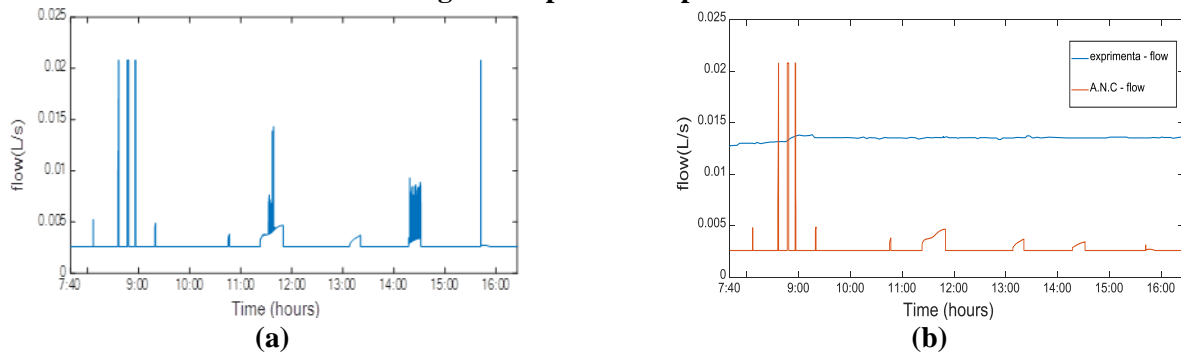 0.025
0.02
0.015
0.01
0.005
0
flow(L/s)
7:40 9:00 10:00 11:00 12:00 13:00 14:00 15:00 16:00
Time (hours)
(a)
0.025
0.02
0.015
0.01
0.005
0
flow(L/s)
exprimenta - flow
A.N.C - flow
7:40 9:00 10:00 11:00 12:00 13:00 14:00 15:00 16:00
Time (hours)
(b)